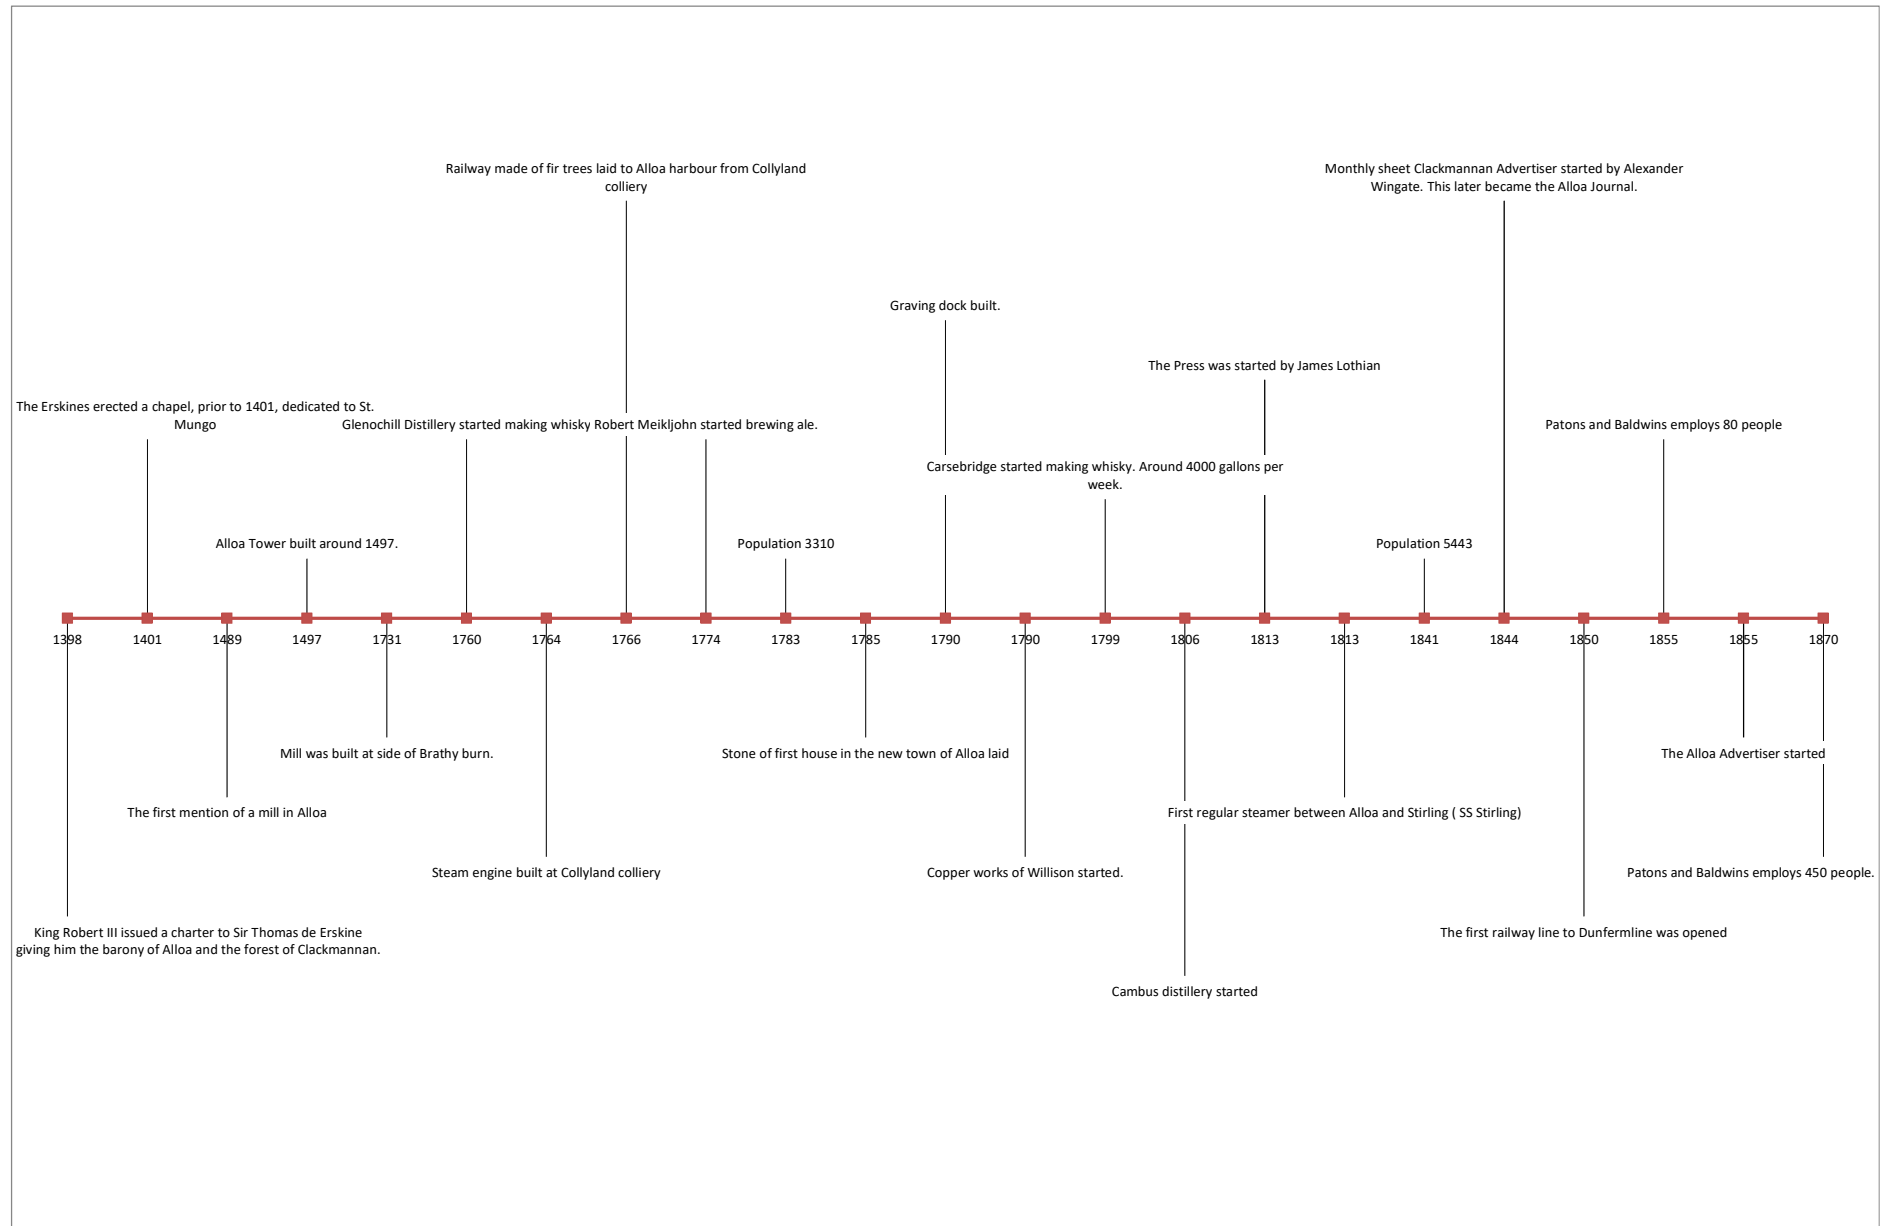 Railway made of fir trees laid to Alloa harbour from Collyland
colliery
Monthly sheet Clackmannan Advertiser started by Alexander
Wingate. This later became the Alloa Journal.
Graving dock built.
The Press was started by James Lothian
The Erskines erected a chapel, prior to 1401, dedicated to St.
Mungo
Glenochill Distillery started making whisky
Robert Meikljohn started brewing ale.
Patons and Baldwins employs 80 people
Carsebridge started making whisky. Around 4000 gallons per
week.
Alloa Tower built around 1497.
Population 3310
Population 5443
1398 1401 1489 1497 1731 1760 1764 1766 1774 1783 1785 1790 1790 1799 1806 1813 1813 1841 1844 1850 1855 1855 1870
Mill was built at side of Brathy burn.
Stone of first house in the new town of Alloa laid
The Alloa Advertiser started
The first mention of a mill in Alloa
First regular steamer between Alloa and Stirling ( SS Stirling)
Steam engine built at Collyland colliery
Copper works of Willison started.
Patons and Baldwins employs 450 people.
King Robert III issued a charter to Sir Thomas de Erskine
giving him the barony of Alloa and the forest of Clackmannan.
The first railway line to Dunfermline was opened
Cambus distillery started